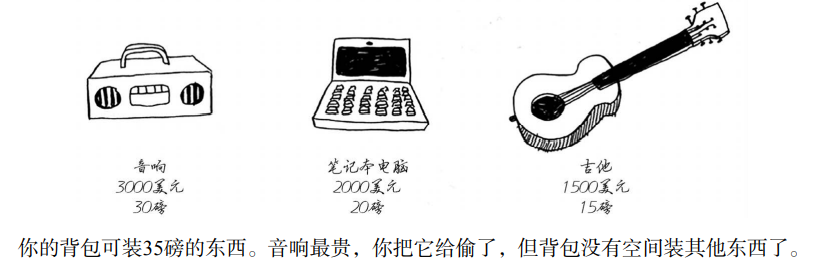 音响 笔记本电脑 吉他
3000美元 2000美元 1500美元
30磅 20磅 15磅
你的背包可装35磅的东西。音响最贵，你把它给偷了，但背包没有空间装其他东西了。